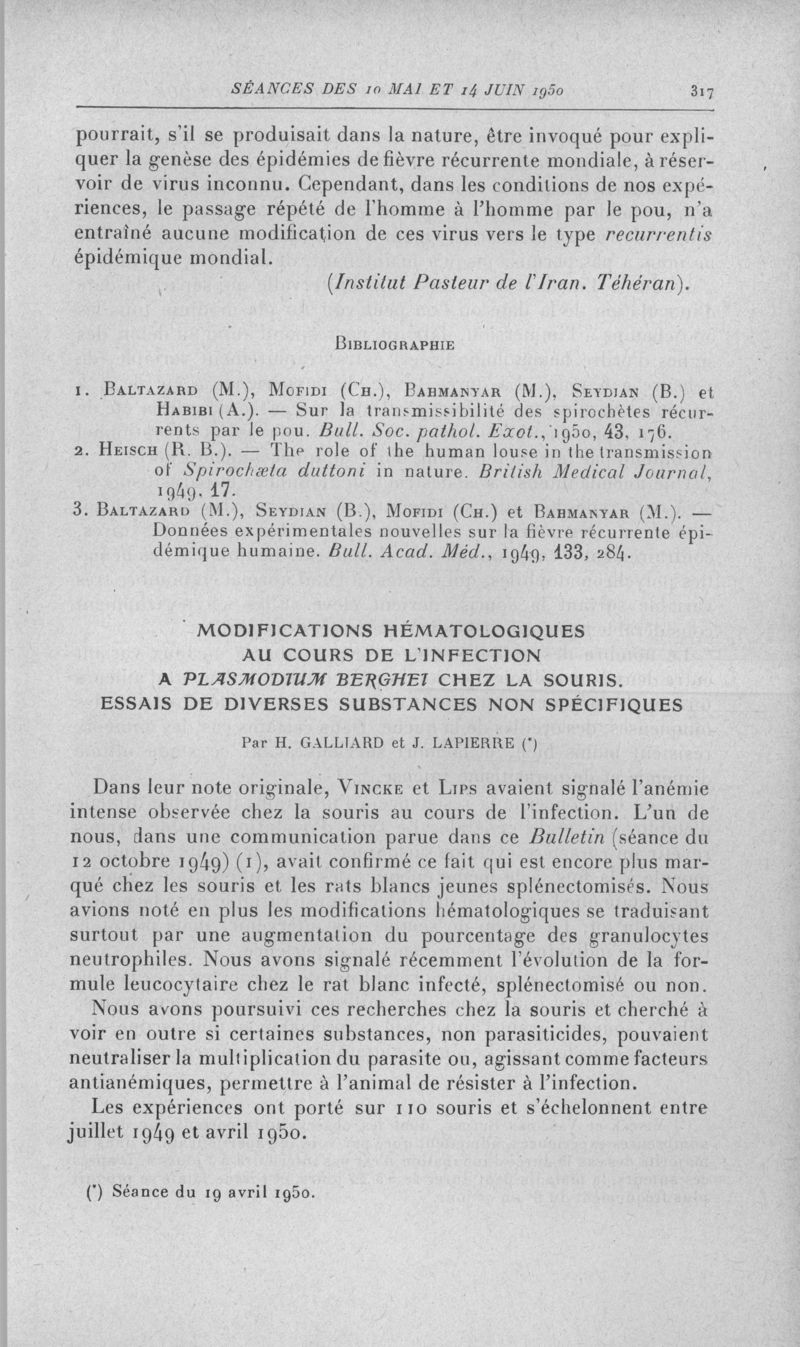 SÉANCES DES 10 MAI ET 14 JUIN 1950 317
pourrait, s'il se produisait dans la nature, être invoqué pour expli-
quer la genèse des épidémies de fièvre récurrente mondiale, à réser-
voir de virus inconnu. Cependant, dans les conditions de nos expé-
riences, le passage répété de l'homme à l'homme par le pou, n'a
entraîné aucune modification de ces virus vers le type recurrentis
épidémique mondial.
(Institut Pasteur de l'Iran. Téhéran).
BIBLIOGRAPHIE
1. BALTAZARD (M.), MOFIDI (CH.), BAHMANYAR (M.), SEYDIAN (B.) et
HABIBI (A.). — Sur la transmissibilité des spirochètes récur-
rents par le pou. Bull. Soc. pathol. Exot., 1950, 43, 176.
2. HEISCH (R. B.). — The role of the human louse in the transmission
of Spirochæta duttoni in nature. British Medical Journal,
1949, 17.
3. BALTAZARD (M.), SEYDIAN (B.), MOFIDI (CH.) et BAHMANYAR (M.). —
Données expérimentales nouvelles sur la fièvre récurrente épi-
démique humaine. Bull. Acad. Méd., 1949, 133, 284.
MODIFICATIONS HÉMATOLOGIQUES
AU COURS DE L'INFECTION
A PLASMODIUM BERGHEI CHEZ LA SOURIS.
ESSAIS DE DIVERSES SUBSTANCES NON SPÉCIFIQUES
Par H. GALLIARD et J. LAPIERRE (*)
Dans leur note originale, VINCKE et LIPS avaient signalé l'anémie
intense observée chez la souris au cours de l'infection. L'un de
nous, dans une communication parue dans ce Bulletin (séance du
12 octobre 1949) (1), avait confirmé ce fait qui est encore plus mar-
qué chez les souris et les rats blancs jeunes splénectomisés. Nous
avions noté en plus les modifications hématologiques se traduisant
surtout par une augmentation du pourcentage des granulocytes
neutrophiles. Nous avons signalé récemment l'évolution de la for-
mule leucocytaire chez le rat blanc infecté, splénectomisé ou non.
Nous avons poursuivi ces recherches chez la souris et cherché à
voir en outre si certaines substances, non parasiticides, pouvaient
neutraliser la multiplication du parasite ou, agissant comme facteurs
antianémiques, permettre à l'animal de résister à l'infection.
Les expériences ont porté sur 110 souris et s'échelonnent entre
juillet 1949 et avril 1950.
(*) Séance du 19 avril 1950.